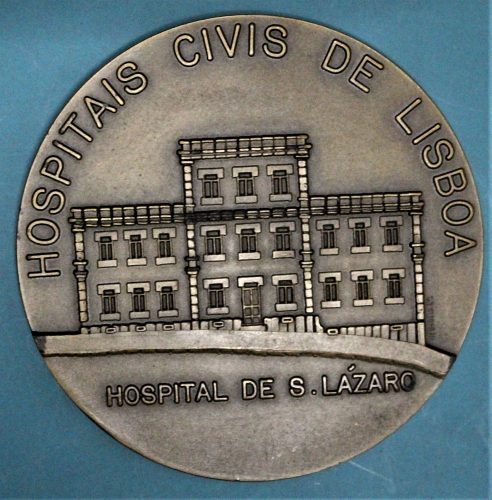 HOSPITAIS CIVIS DE LISBOA
HOSPITAL DE S. LÁZARO